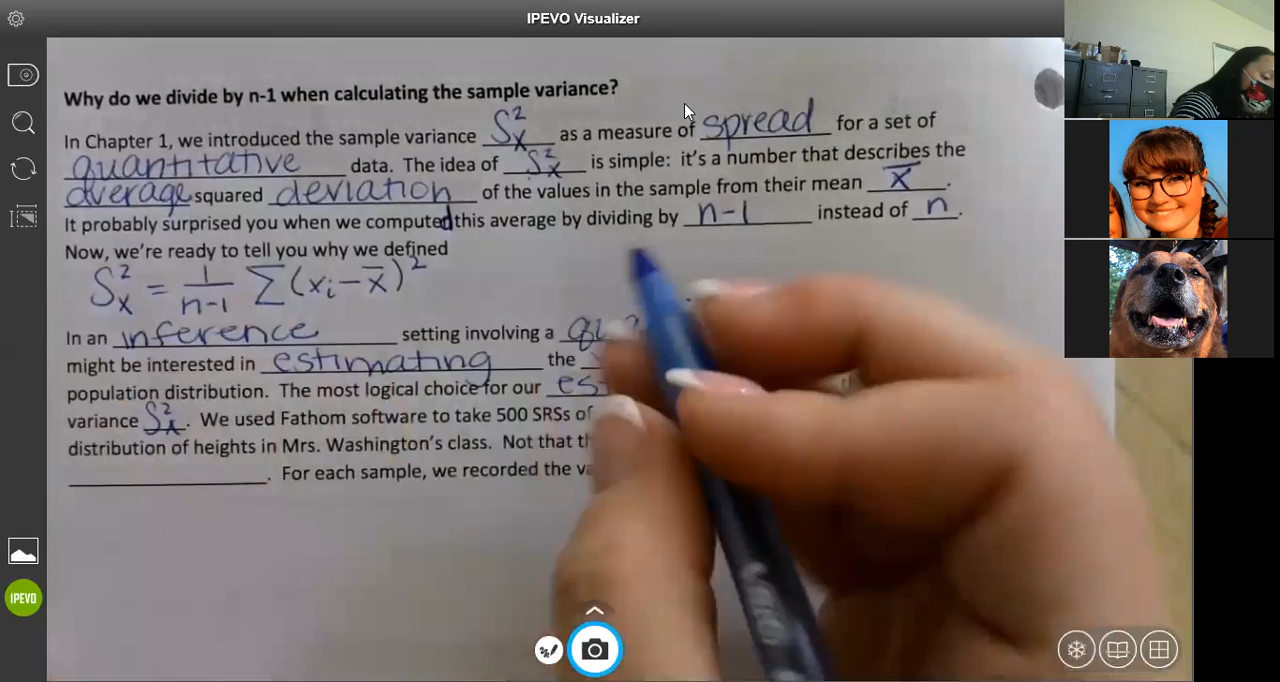 IPEVO Visualizer
Why do we divide by n-1 when calculating the sample variance?
In Chapter 1, we introduced the sample variance S²ₓ as a measure of spread for a set of
quantitative data. The idea of S²ₓ is simple: it's a number that describes the
average squared deviation of the values in the sample from their mean x̄.
It probably surprised you when we computed this average by dividing by n-1 instead of n.
Now, we're ready to tell you why we defined
S²ₓ = 1/n-1 Σ(xᵢ-x̄)²
In an inference setting involving a
might be interested in estimating the
population distribution. The most logical choice for our
variance S²ₓ. We used Fathom software to take 500 SRSs of
distribution of heights in Mrs. Washington's class. Not that
For each sample, we recorded the
IPEVO